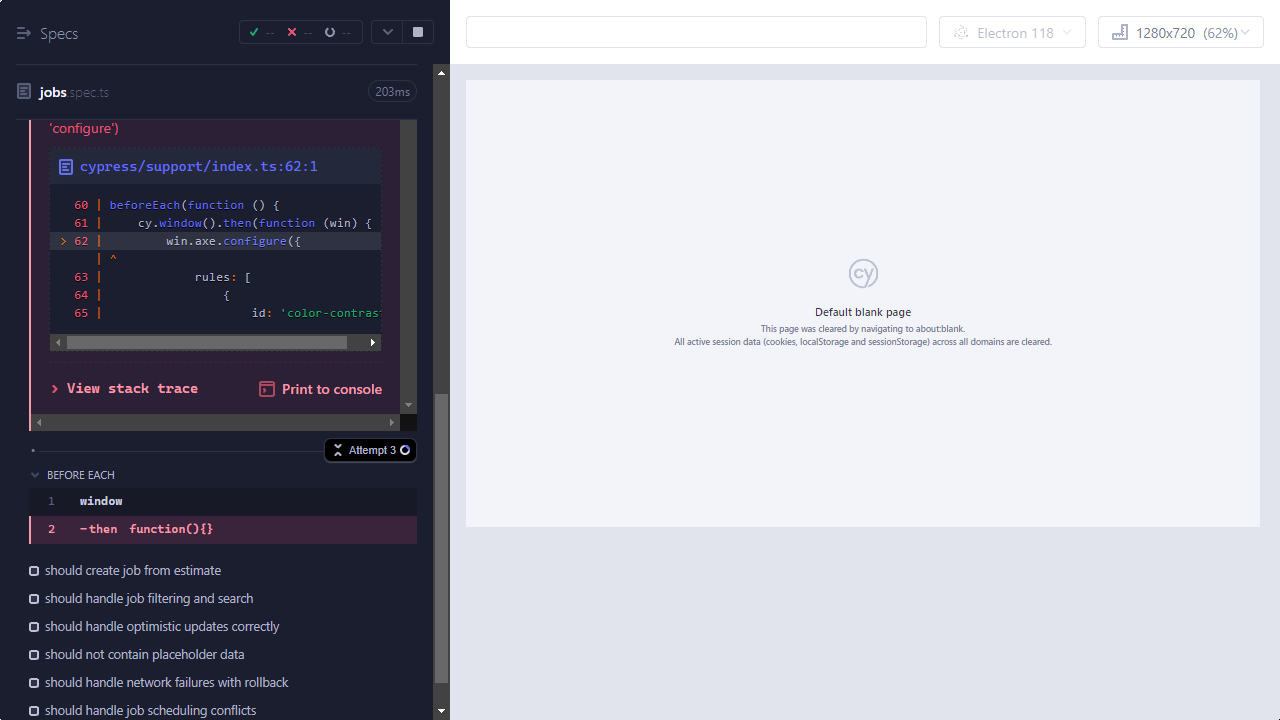 Specs
--
--
--
Electron 118
1280x720 (62%)
jobs spec.ts
203ms
'configure')
cypress/support/index.ts:62:1
60 | beforeEach(function () {
61 | cy.window().then(function (win) {
> 62 | win.axe.configure({
| ^
63 | rules: [
64 | {
65 | id: 'color-contras
View stack trace
Print to console
Attempt 3
BEFORE EACH
1 window
2 -then function(){}
should create job from estimate
should handle job filtering and search
should handle optimistic updates correctly
should not contain placeholder data
should handle network failures with rollback
should handle job scheduling conflicts
cy
Default blank page
This page was cleared by navigating to about:blank.
All active session data (cookies, localStorage and sessionStorage) across all domains are cleared.